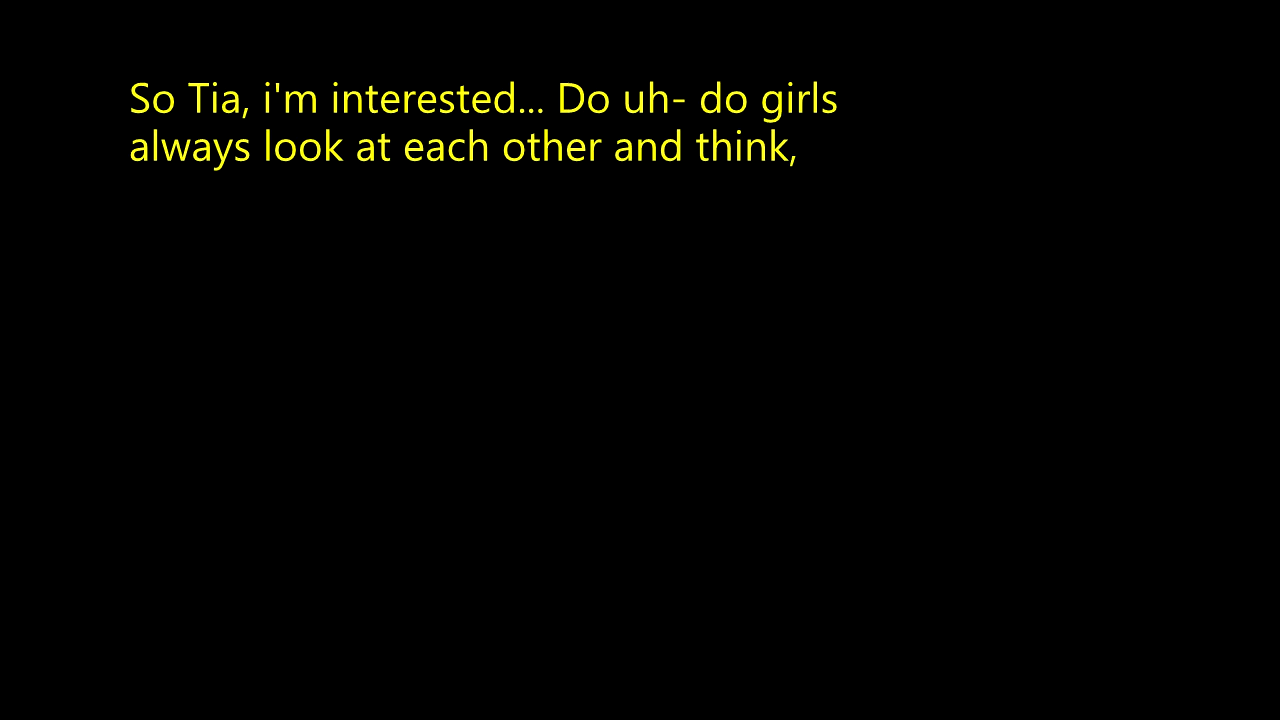 So Tia, i'm interested... Do uh- do girls
always look at each other and think,